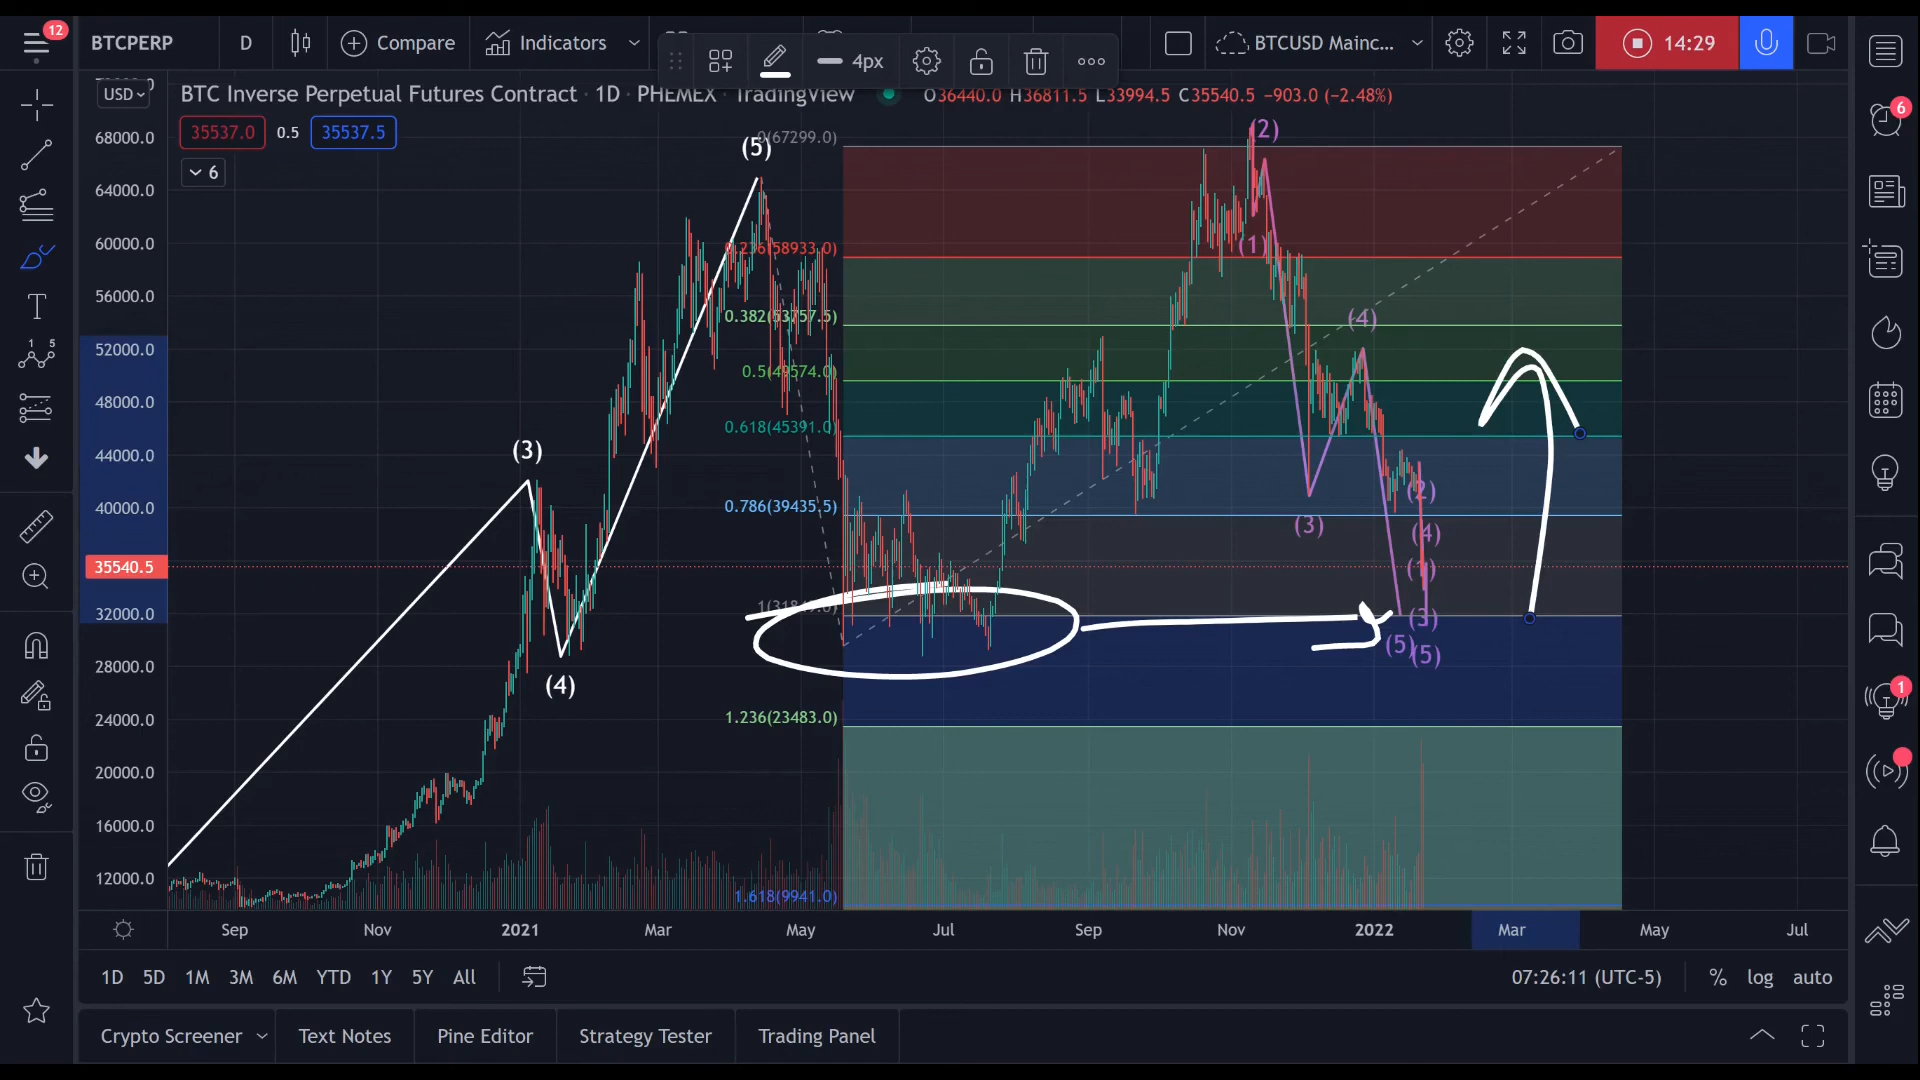 12
BTCPERP
D
Compare
Indicators
4px
BTCUSD Mainc...
14:29
USD
BTC Inverse Perpetual Futures Contract · 1D · PHEMEX · TradingView
O36440.0 H36811.5 L33994.5 C35540.5 −903.0 (−2.48%)
35537.0
0.5
35537.5
6
6
1
68000.0
64000.0
60000.0
56000.0
52000.0
48000.0
44000.0
40000.0
35540.5
32000.0
28000.0
24000.0
20000.0
16000.0
12000.0
0(67299.0)
0.236(58933.0)
0.382(53757.5)
0.5(49574.0)
0.618(45391.0)
0.786(39435.5)
1.236(23483.0)
1.618(9941.0)
(3)
(4)
(5)
(2)
(1)
(4)
(3)
(2)
(4)
(1)
(3)
(5)
(5)
Sep
Nov
2021
Mar
May
Jul
Sep
Nov
2022
Mar
May
Jul
1D 5D 1M 3M 6M YTD 1Y 5Y All
07:26:11 (UTC-5)
% log auto
Crypto Screener
Text Notes
Pine Editor
Strategy Tester
Trading Panel